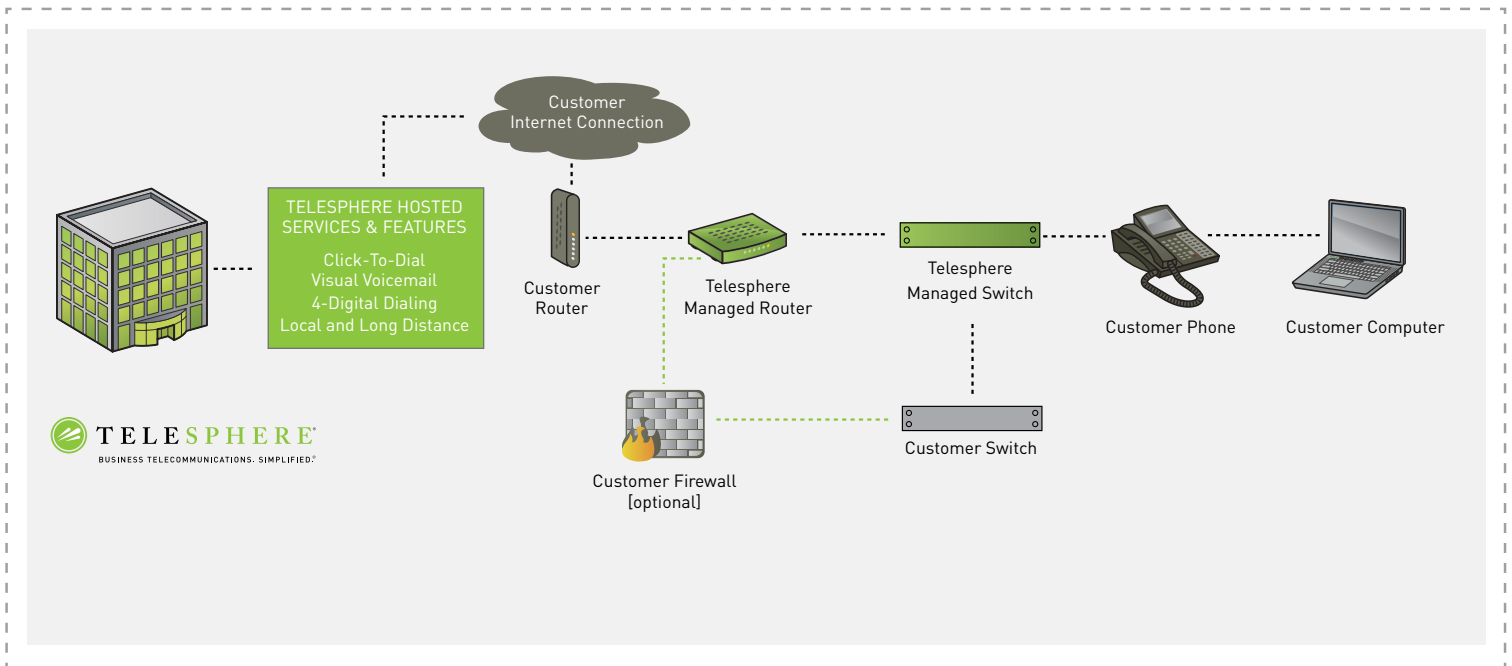 Customer
Internet Connection
TELESPHERE HOSTED
SERVICES & FEATURES
Click-To-Dial
Visual Voicemail
4-Digital Dialing
Local and Long Distance
Customer
Router
Telesphere
Managed Router
Telesphere
Managed Switch
Customer Phone
Customer Computer
TELESPHERE®
BUSINESS TELECOMMUNICATIONS. SIMPLIFIED.®
Customer Firewall
[optional]
Customer Switch